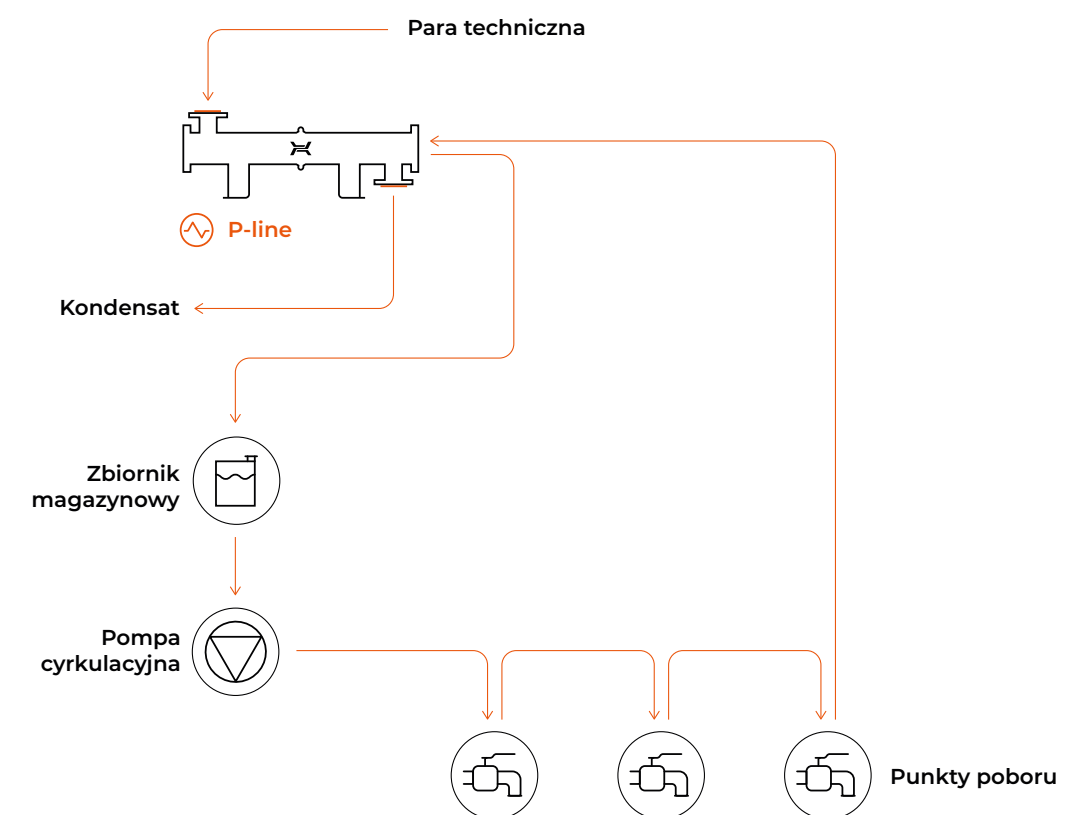 Para techniczna
P-line
Kondensat
Zbiornik
magazynowy
Pompa
cyrkulacyjna
Punkty poboru